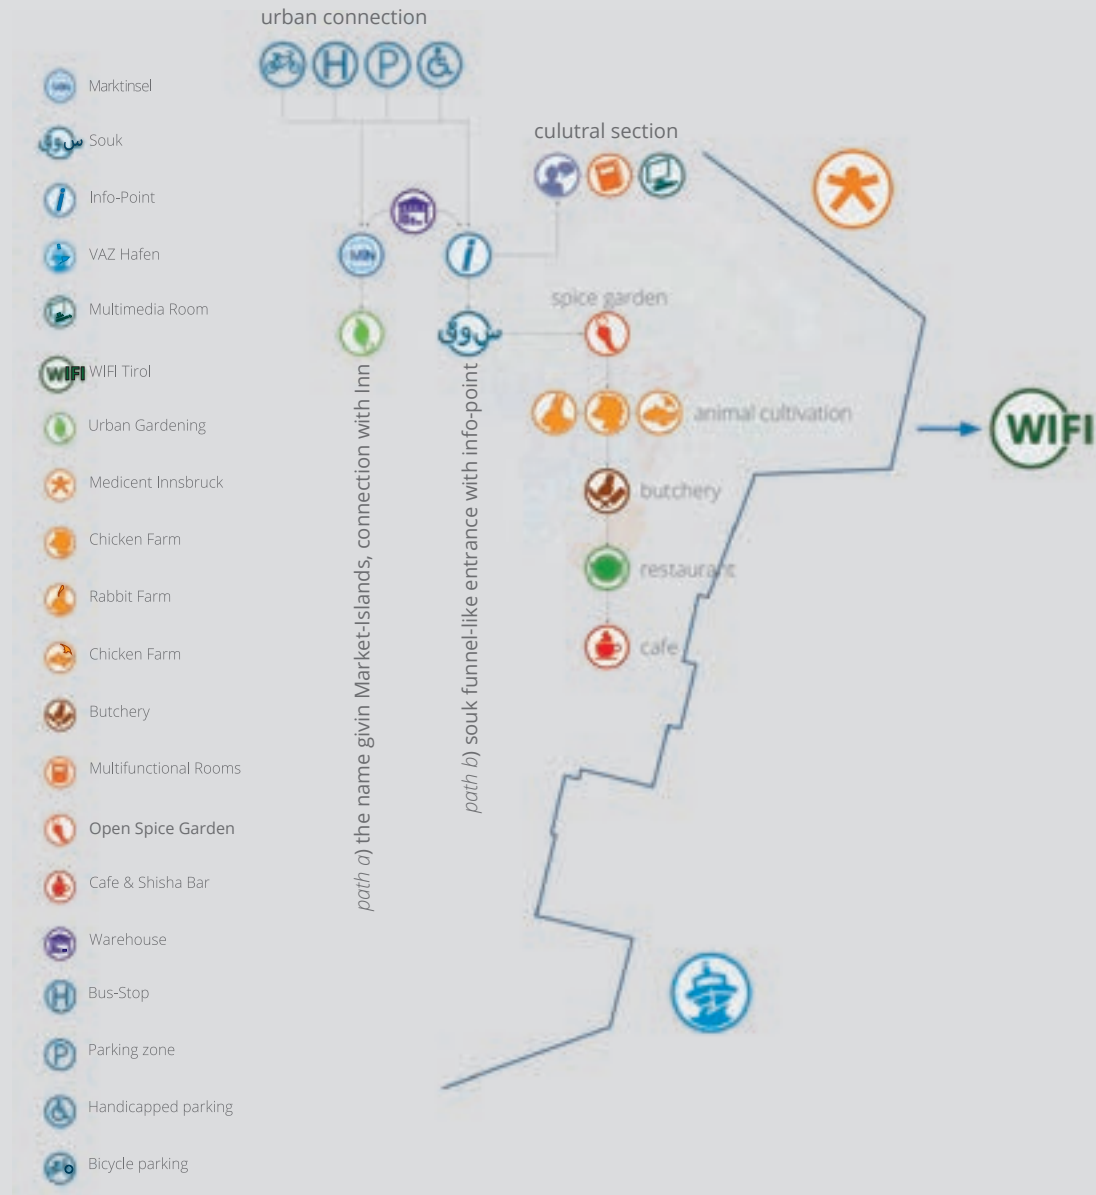 urban connection
H
P
culutral section
MIN
i
spice garden
سوق
animal cultivation
butchery
restaurant
cafe
WIFI
path a) the name givin Market-Islands, connection with Inn
path b) souk funnel-like entrance with info-point
MIN Marktinsel
سوق Souk
i Info-Point
VAZ Hafen
Multimedia Room
WIFI WIFI Tirol
Urban Gardening
Medicent Innsbruck
Chicken Farm
Rabbit Farm
Chicken Farm
Butchery
Multifunctional Rooms
Open Spice Garden
Cafe & Shisha Bar
Warehouse
H Bus-Stop
P Parking zone
Handicapped parking
Bicycle parking